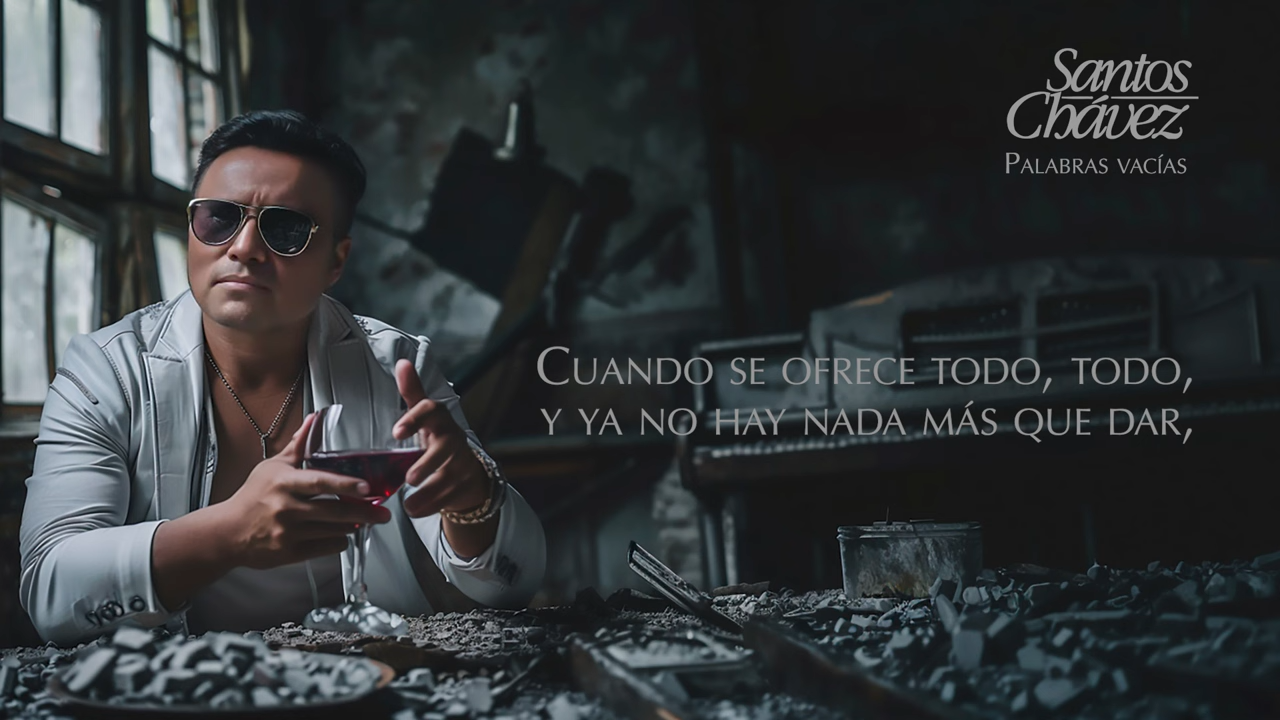 Santos
Chávez
Palabras vacías
Cuando se ofrece todo, todo,
y ya no hay nada más que dar,